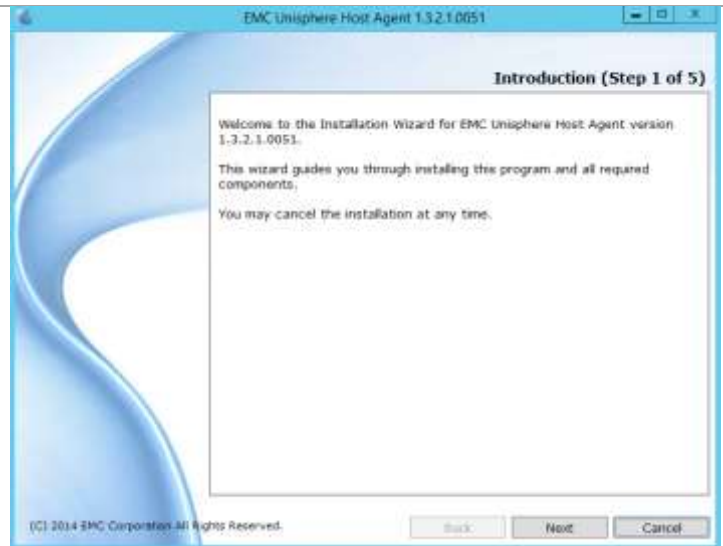 EMC Unisphere Host Agent 1.3.2.1.0051
Introduction (Step 1 of 5)
Welcome to the Installation Wizard for EMC Unisphere Host Agent version
1.3.2.1.0051.
This wizard guides you through installing this program and all required
components.
You may cancel the installation at any time.
(C) 2014 EMC Corporation All Rights Reserved.
Back
Next
Cancel